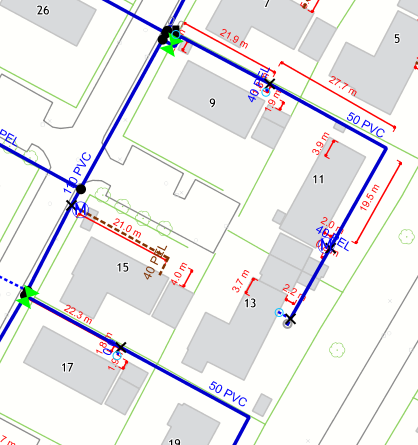 26
7
5
21.9 m
27.7 m
40 PEL
1.9 m
50 PVC
9
3.9 m
11
19.5 m
PEL
110 PVC
2.0
40 PEL
21.0 m
40 PEL
4.0 m
15
3.7 m
2.2
13
22.3 m
1.8
1.9
17
50 PVC
19
7 m